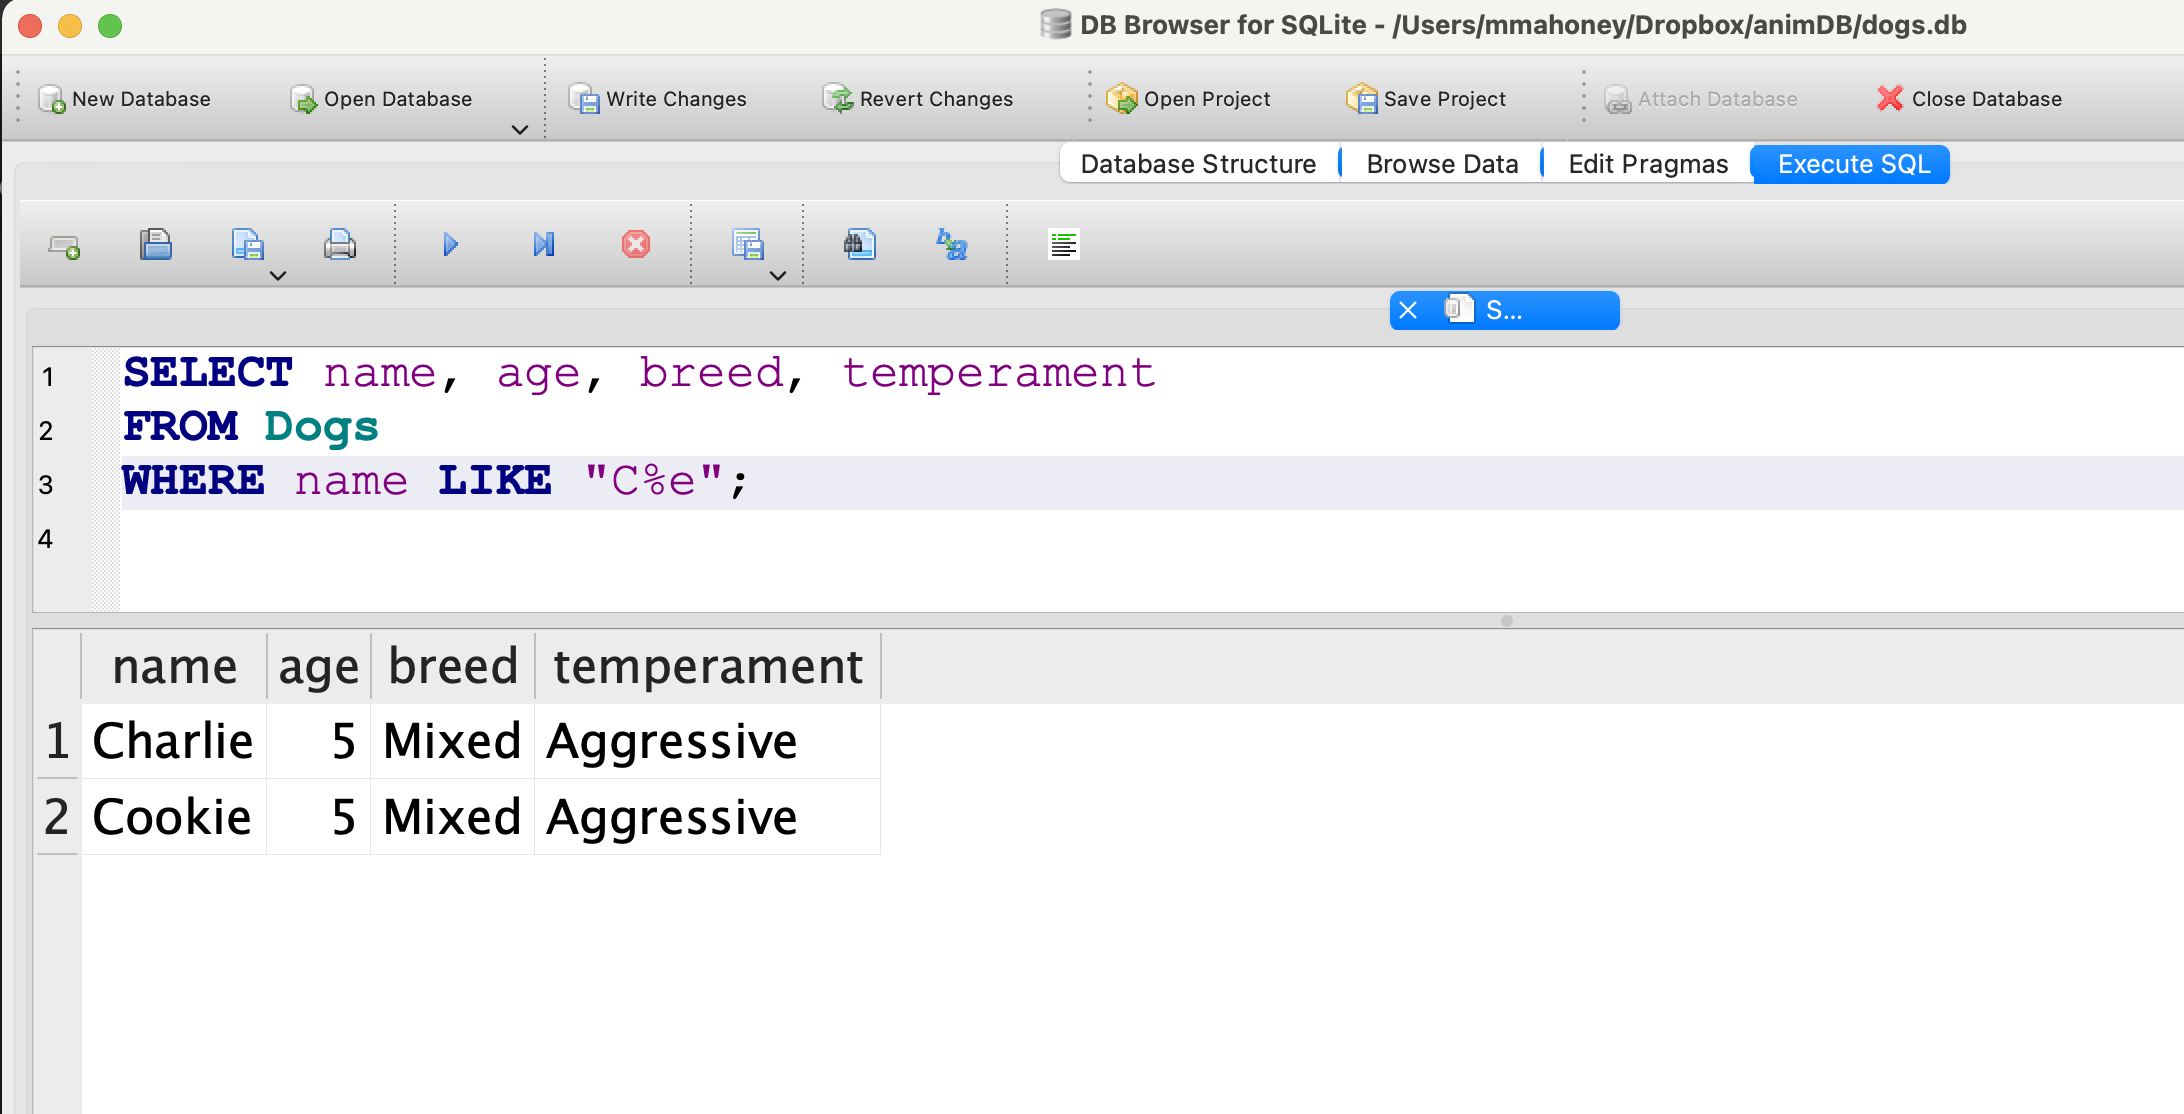 DB Browser for SQLite - /Users/mmahoney/Dropbox/animDB/dogs.db
New Database Open Database Write Changes Revert Changes Open Project Save Project Attach Database Close Database
Database Structure Browse Data Edit Pragmas Execute SQL
S...
1 SELECT name, age, breed, temperament
2 FROM Dogs
3 WHERE name LIKE "C%e";
4
name age breed temperament
1 Charlie 5 Mixed Aggressive
2 Cookie 5 Mixed Aggressive